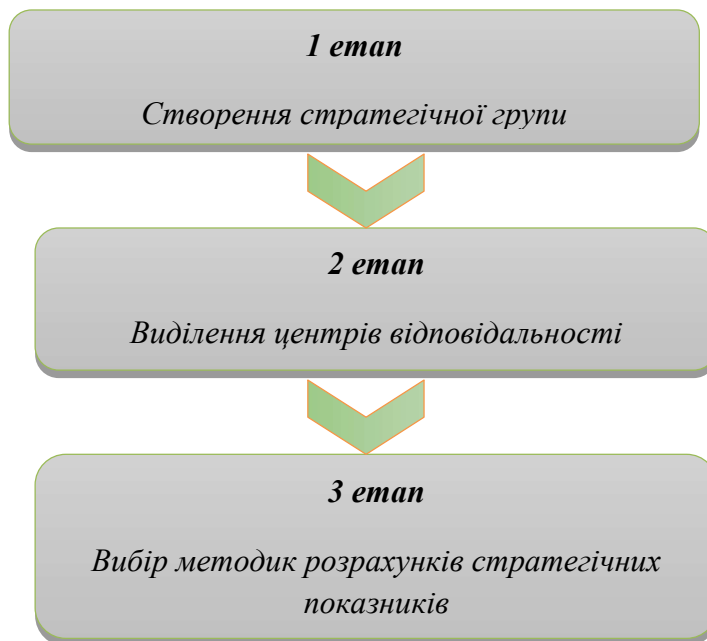 1 етап
Створення стратегічної групи
2 етап
Виділення центрів відповідальності
3 етап
Вибір методик розрахунків стратегічних
показників